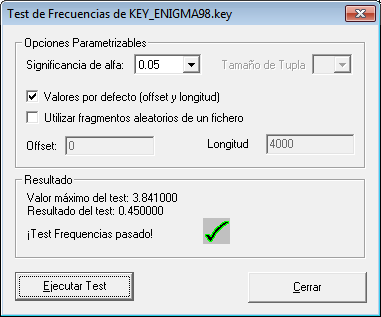 Test de Frecuencias de KEY_ENIGMA98.key
Opciones Parametrizables
Significancia de alfa: 0.05 Tamaño de Tupla
Valores por defecto (offset y longitud)
Utilizar fragmentos aleatorios de un fichero
Offset: 0 Longitud 4000
Resultado
Valor máximo del test: 3.841000
Resultado del test: 0.450000
¡Test Frecuencias pasado!
Ejecutar Test Cerrar